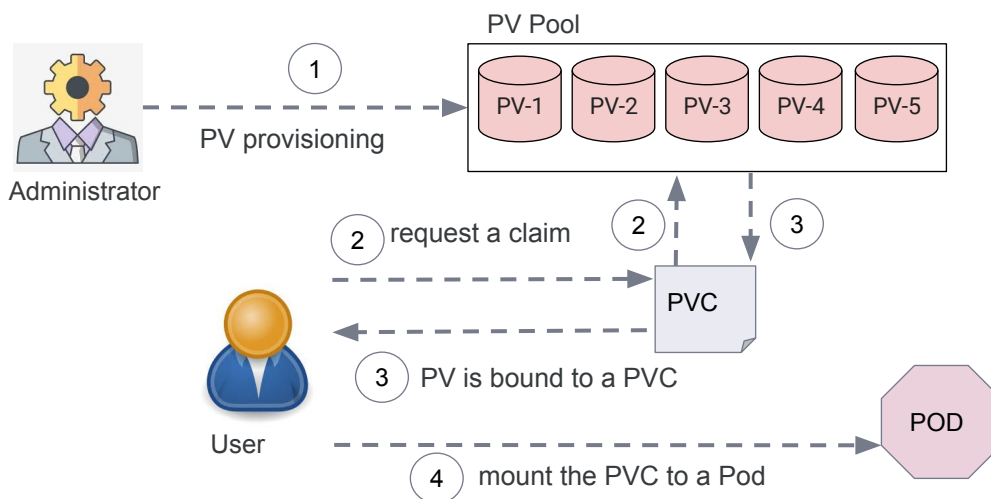 PV Pool
1
PV-1 PV-2 PV-3 PV-4 PV-5
PV provisioning
Administrator
2 request a claim
2
3
PVC
3 PV is bound to a PVC
User
POD
4 mount the PVC to a Pod